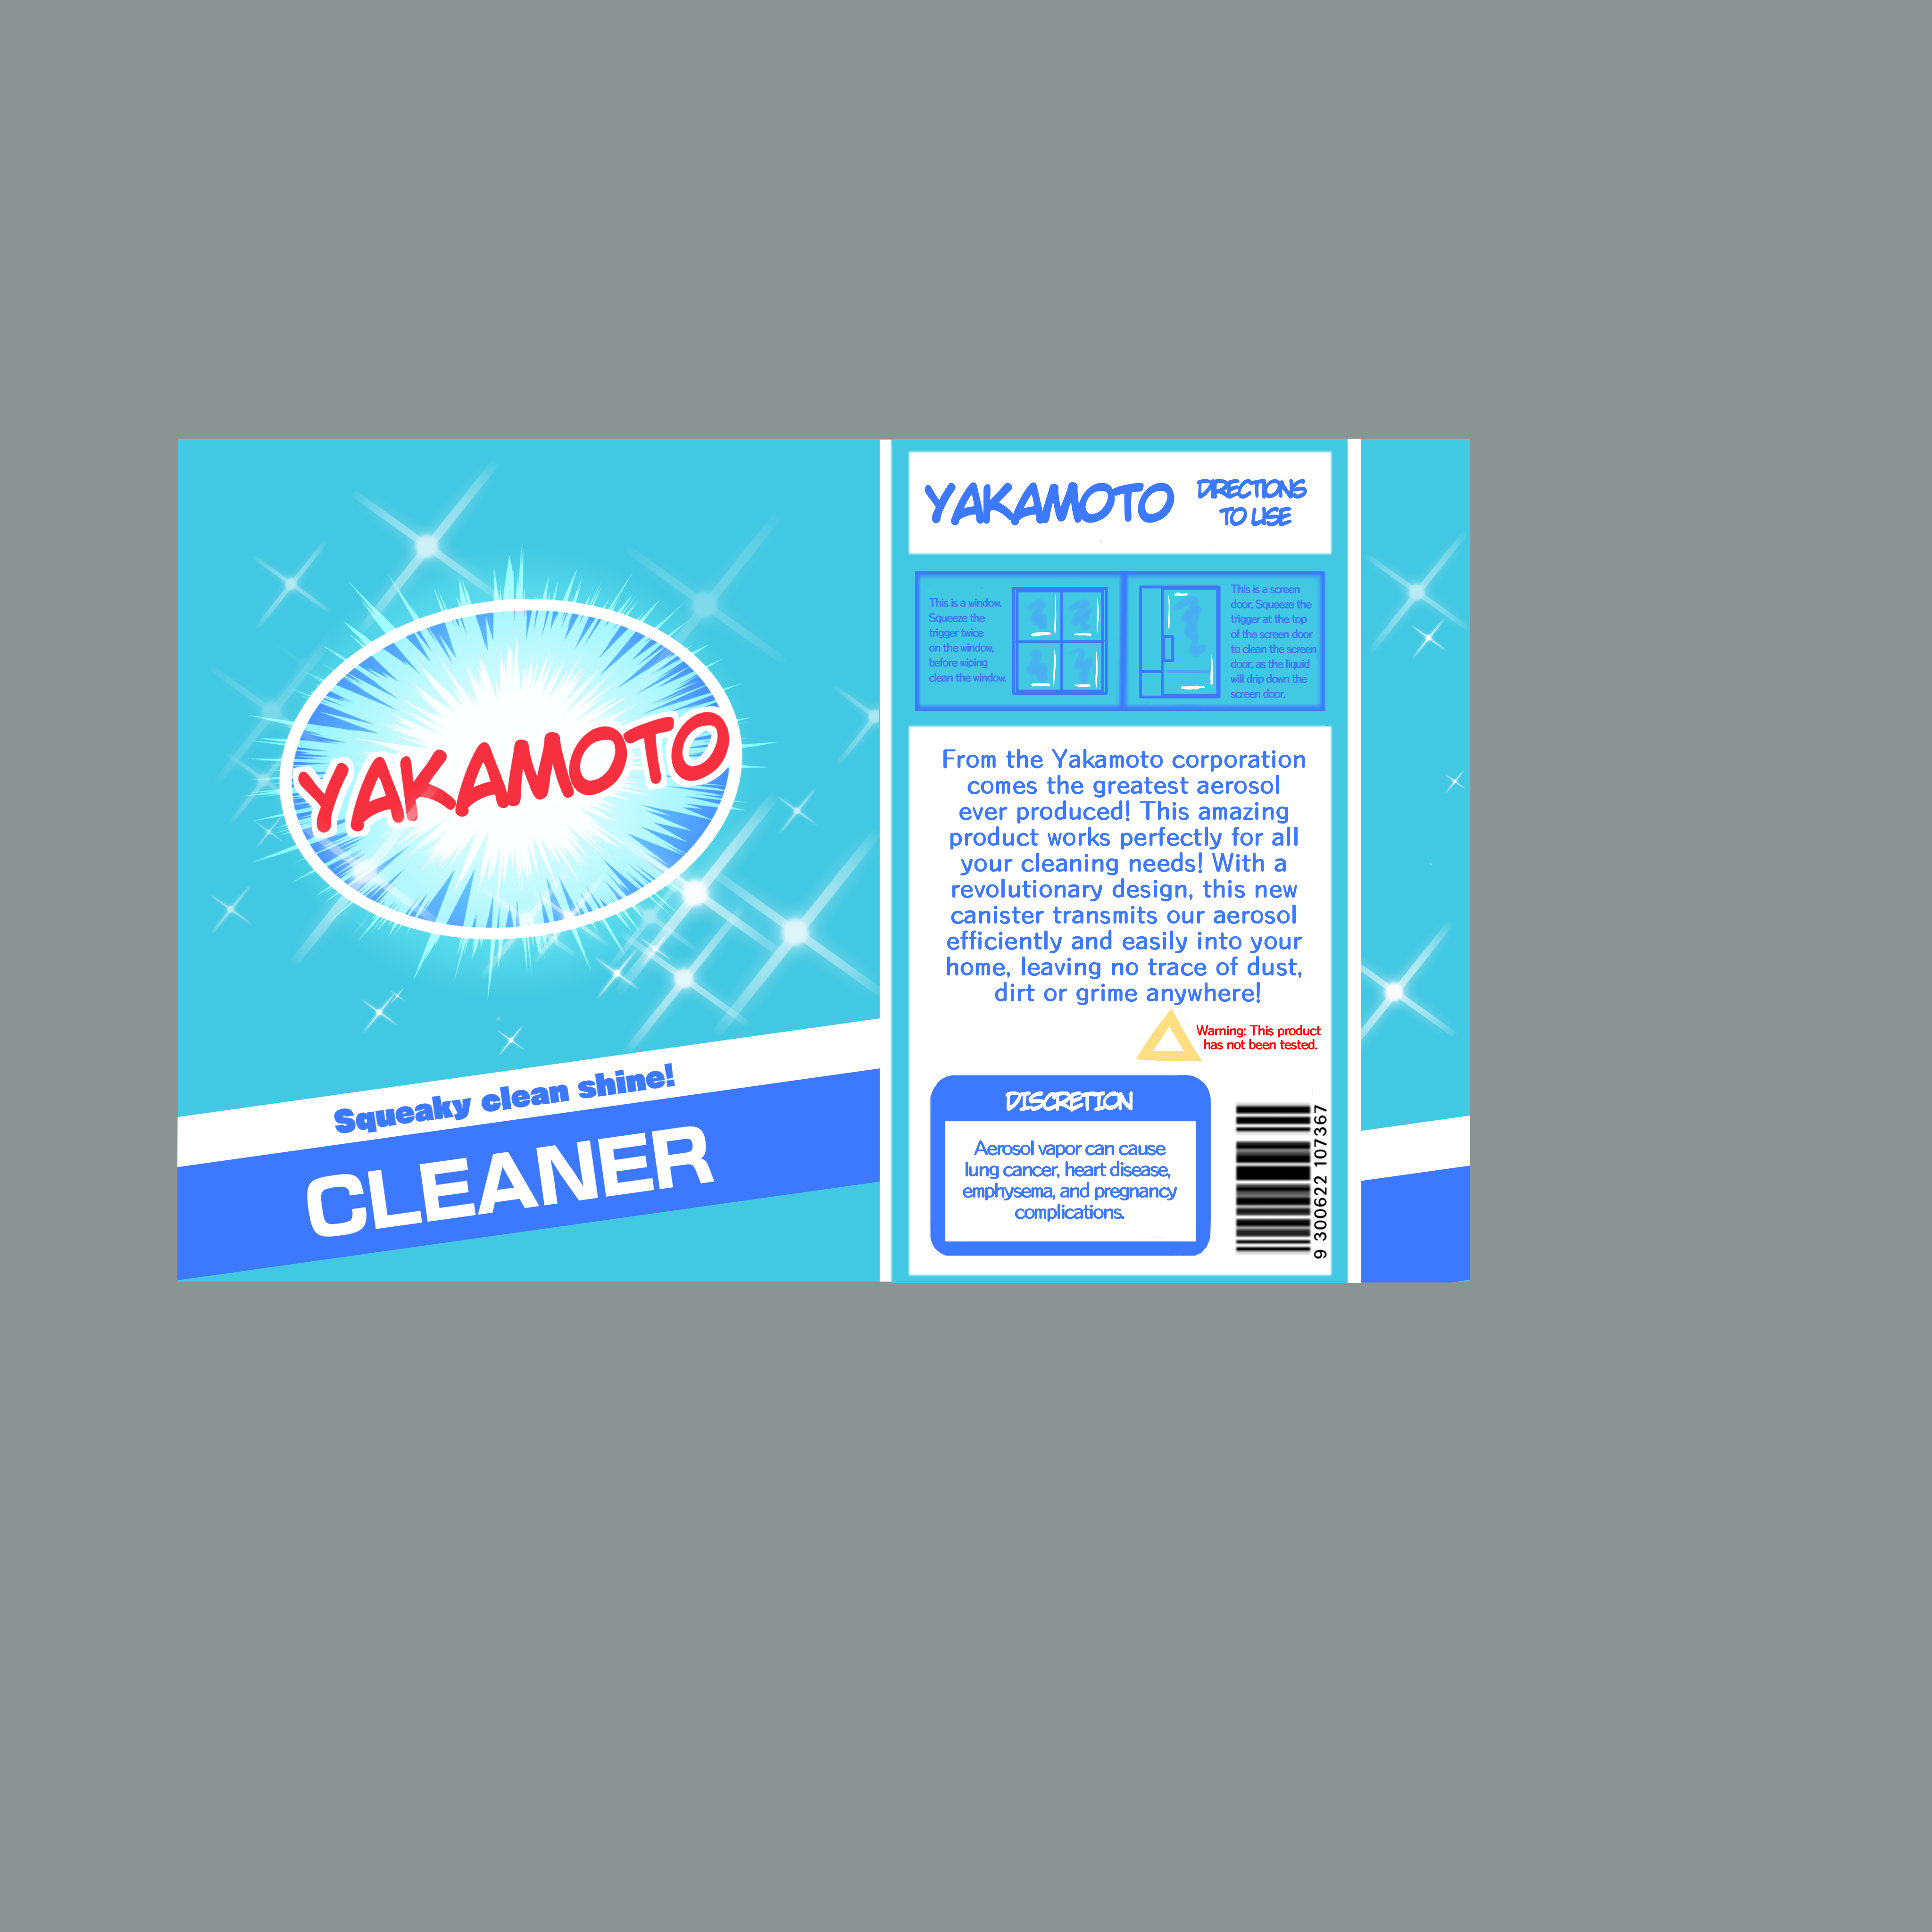 YAKAMOTO
Squeaky clean shine!
CLEANER
YAKAMOTO
DIRECTIONS
TO USE
This is a window.
Squeeze the
trigger twice
on the window,
before wiping
clean the window.
This is a screen
door. Squeeze the
trigger at the top
of the screen door
to clean the screen
door, as the liquid
will drip down the
screen door.
From the Yakamoto corporation
comes the greatest aerosol
ever produced! This amazing
product works perfectly for all
your cleaning needs! With a
revolutionary design, this new
canister transmits our aerosol
efficiently and easily into your
home, leaving no trace of dust,
dirt or grime anywhere!
Warning: This product
has not been tested.
DISCRETION
Aerosol vapor can cause
lung cancer, heart disease,
emphysema, and pregnancy
complications.
9 300622 107367